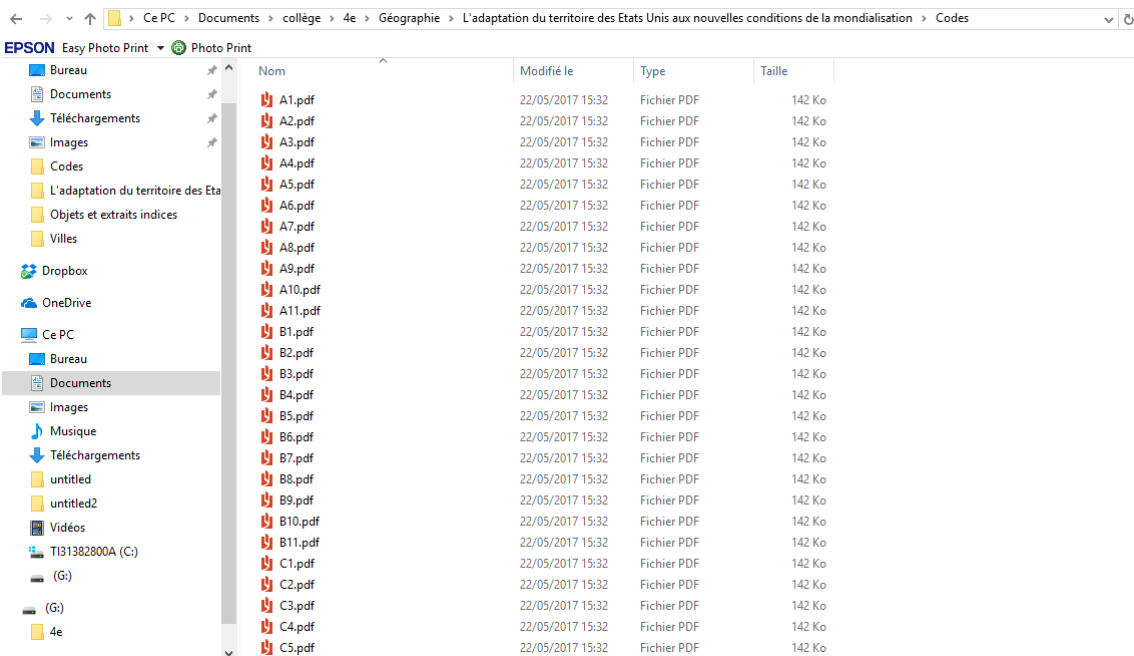 Ce PC > Documents > collège > 4e > Géographie > L'adaptation du territoire des Etats Unis aux nouvelles conditions de la mondialisation > Codes
EPSON Easy Photo Print Photo Print
Bureau
Documents
Téléchargements
Images
Codes
L'adaptation du territoire des Eta
Objets et extraits indices
Villes
Dropbox
OneDrive
Ce PC
Bureau
Documents
Images
Musique
Téléchargements
untitled
untitled2
Vidéos
TI31382800A (C:)
(G:)
(G:)
4e
Nom Modifié le Type Taille
A1.pdf 22/05/2017 15:32 Fichier PDF 142 Ko
A2.pdf 22/05/2017 15:32 Fichier PDF 142 Ko
A3.pdf 22/05/2017 15:32 Fichier PDF 142 Ko
A4.pdf 22/05/2017 15:32 Fichier PDF 142 Ko
A5.pdf 22/05/2017 15:32 Fichier PDF 142 Ko
A6.pdf 22/05/2017 15:32 Fichier PDF 142 Ko
A7.pdf 22/05/2017 15:32 Fichier PDF 142 Ko
A8.pdf 22/05/2017 15:32 Fichier PDF 142 Ko
A9.pdf 22/05/2017 15:32 Fichier PDF 142 Ko
A10.pdf 22/05/2017 15:32 Fichier PDF 142 Ko
A11.pdf 22/05/2017 15:32 Fichier PDF 142 Ko
B1.pdf 22/05/2017 15:32 Fichier PDF 142 Ko
B2.pdf 22/05/2017 15:32 Fichier PDF 142 Ko
B3.pdf 22/05/2017 15:32 Fichier PDF 142 Ko
B4.pdf 22/05/2017 15:32 Fichier PDF 142 Ko
B5.pdf 22/05/2017 15:32 Fichier PDF 142 Ko
B6.pdf 22/05/2017 15:32 Fichier PDF 142 Ko
B7.pdf 22/05/2017 15:32 Fichier PDF 142 Ko
B8.pdf 22/05/2017 15:32 Fichier PDF 142 Ko
B9.pdf 22/05/2017 15:32 Fichier PDF 142 Ko
B10.pdf 22/05/2017 15:32 Fichier PDF 142 Ko
B11.pdf 22/05/2017 15:32 Fichier PDF 142 Ko
C1.pdf 22/05/2017 15:32 Fichier PDF 142 Ko
C2.pdf 22/05/2017 15:32 Fichier PDF 142 Ko
C3.pdf 22/05/2017 15:32 Fichier PDF 142 Ko
C4.pdf 22/05/2017 15:32 Fichier PDF 142 Ko
C5.pdf 22/05/2017 15:32 Fichier PDF 142 Ko